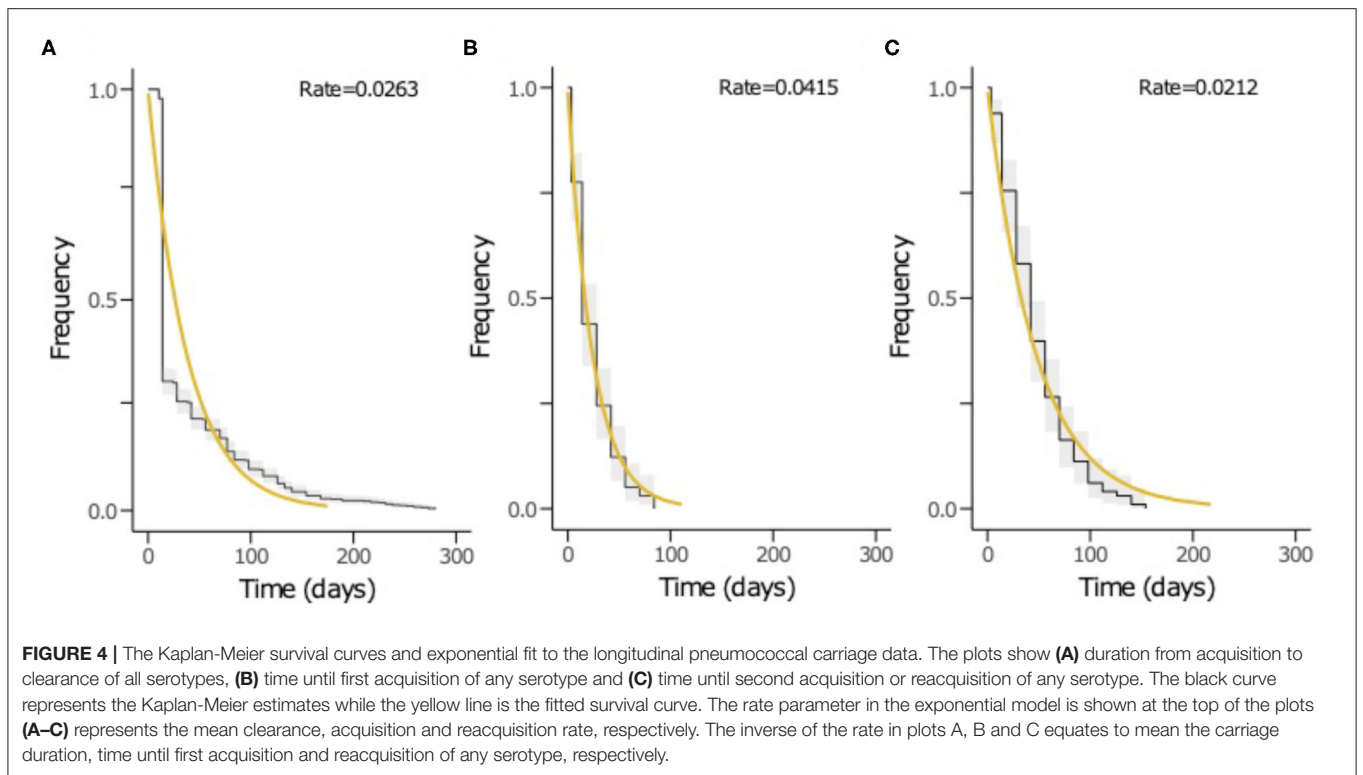 A
Rate=0.0263
1.0
0.5
0.0
Frequency
0
100
200
300
Time (days)
B
Rate=0.0415
1.0
0.5
0.0
Frequency
0
100
200
300
Time (days)
C
Rate=0.0212
1.0
0.5
0.0
Frequency
0
100
200
300
Time (days)
FIGURE 4 | The Kaplan-Meier survival curves and exponential fit to the longitudinal pneumococcal carriage data. The plots show (A) duration from acquisition to
clearance of all serotypes, (B) time until first acquisition of any serotype and (C) time until second acquisition or reacquisition of any serotype. The black curve
represents the Kaplan-Meier estimates while the yellow line is the fitted survival curve. The rate parameter in the exponential model is shown at the top of the plots
(A–C) represents the mean clearance, acquisition and reacquisition rate, respectively. The inverse of the rate in plots A, B and C equates to mean the carriage
duration, time until first acquisition and reacquisition of any serotype, respectively.